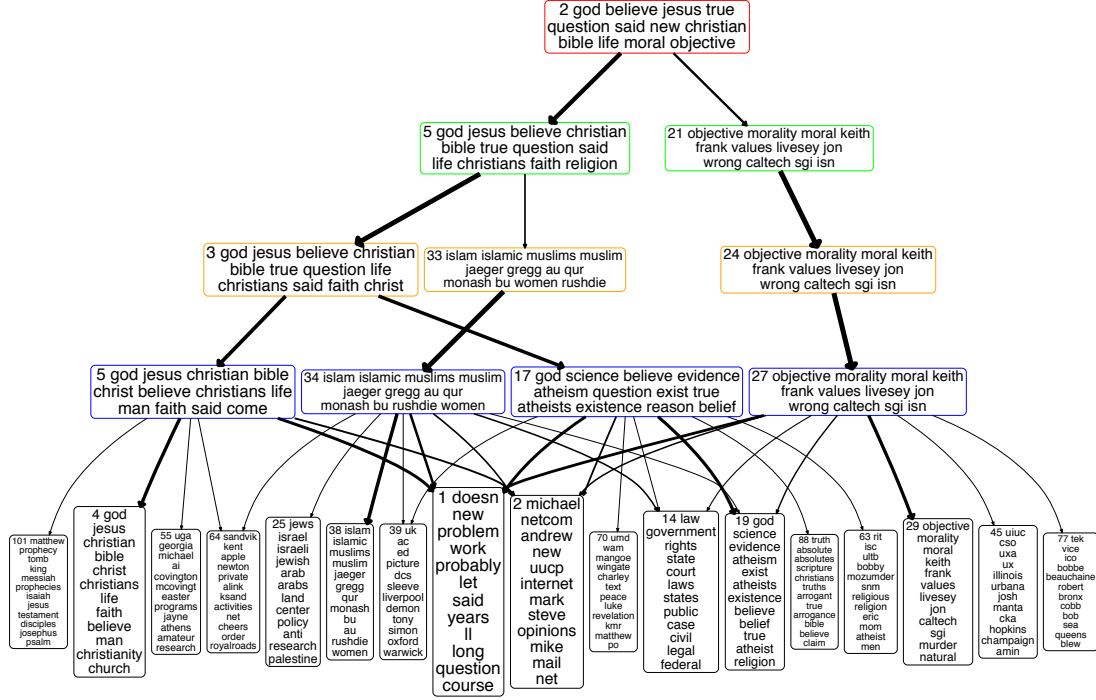 2 god believe jesus true
question said new christian
bible life moral objective
5 god jesus believe christian
bible true question said
life christians faith religion
21 objective morality moral keith
frank values livesey jon
wrong caltech sgi isn
3 god jesus believe christian
bible true question life
christians said faith christ
33 islam islamic muslims muslim
jaeger gregg au qur
monash bu women rushdie
24 objective morality moral keith
frank values livesey jon
wrong caltech sgi isn
5 god jesus christian bible
christ believe christians life
man faith said come
34 islam islamic muslims muslim
jaeger gregg au qur
monash bu rushdie women
17 god science believe evidence
atheism question exist true
atheists existence reason belief
27 objective morality moral keith
frank values livesey jon
wrong caltech sgi isn
101 matthew
prophecy
tomb
king
messiah
prophecies
isaiah
jesus
testament
disciples
josephus
psalm
4 god
jesus
christian
bible
christ
christians
life
faith
believe
man
christianity
church
55 uga
georgia
michael
ai
covington
mcovingt
easter
programs
jayne
athens
amateur
research
64 sandvik
kent
apple
newton
private
alink
ksand
activities
net
cheers
order
royalroads
25 jews
israel
israeli
jewish
arab
arabs
land
center
policy
anti
research
palestine
38 islam
islamic
muslims
muslim
jaeger
gregg
qur
monash
bu
au
rushdie
women
39 uk
ac
ed
picture
dcs
sleeve
liverpool
demon
tony
simon
oxford
warwick
1 doesn
new
problem
work
probably
let
said
years
ll
long
question
course
2 michael
netcom
andrew
new
uucp
internet
mark
steve
opinions
mike
mail
net
70 umd
wam
mangoe
wingate
charley
text
peace
luke
revelation
kmr
matthew
po
14 law
government
rights
state
court
laws
states
public
case
civil
legal
federal
19 god
science
evidence
atheism
exist
atheists
existence
believe
belief
true
atheist
religion
88 truth
absolute
absolutes
scripture
christians
truths
arrogant
true
arrogance
bible
believe
claim
63 rit
isc
ultb
bobby
mozumder
snm
religious
religion
eric
mom
atheist
men
29 objective
morality
moral
keith
frank
values
livesey
jon
caltech
sgi
murder
natural
45 uiuc
cso
uxa
ux
illinois
urbana
josh
manta
cka
hopkins
champaign
amin
77 tek
vice
ico
bobbe
beauchaine
robert
bronx
cobb
bob
sea
queens
blew